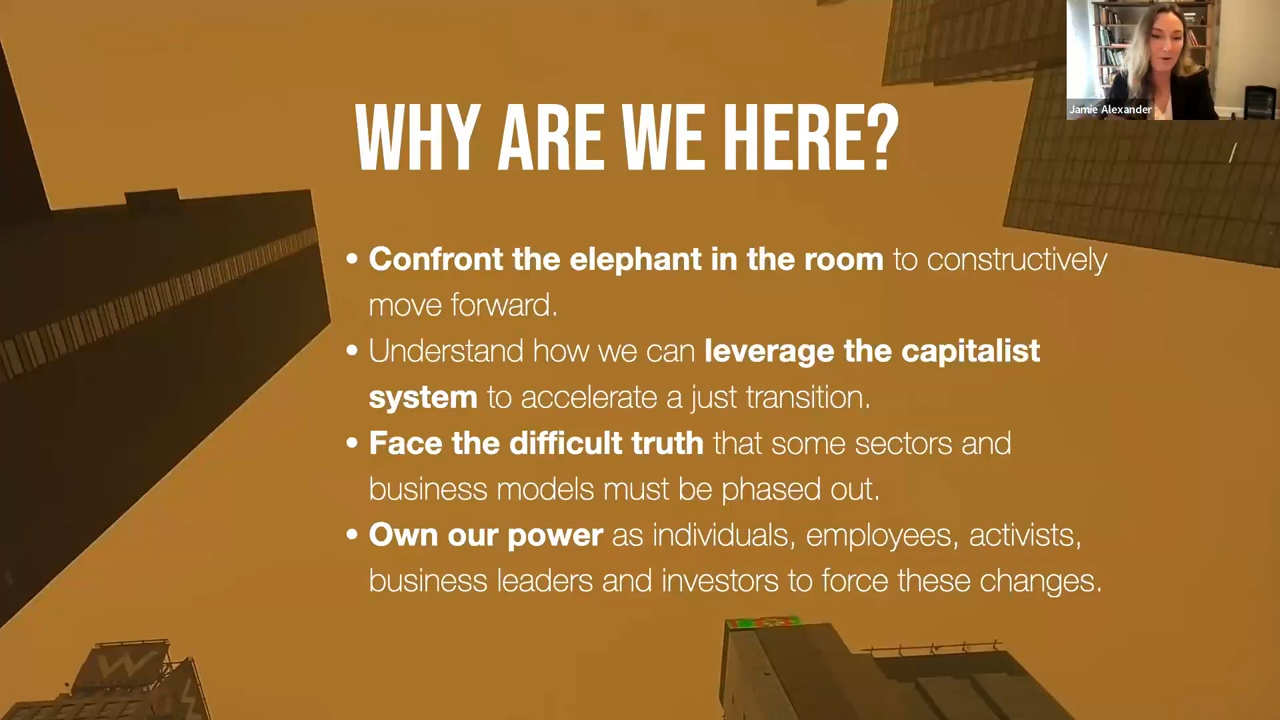 Jamie Alexander
WHY ARE WE HERE?
• Confront the elephant in the room to constructively
move forward.
• Understand how we can leverage the capitalist
system to accelerate a just transition.
• Face the difficult truth that some sectors and
business models must be phased out.
• Own our power as individuals, employees, activists,
business leaders and investors to force these changes.
W